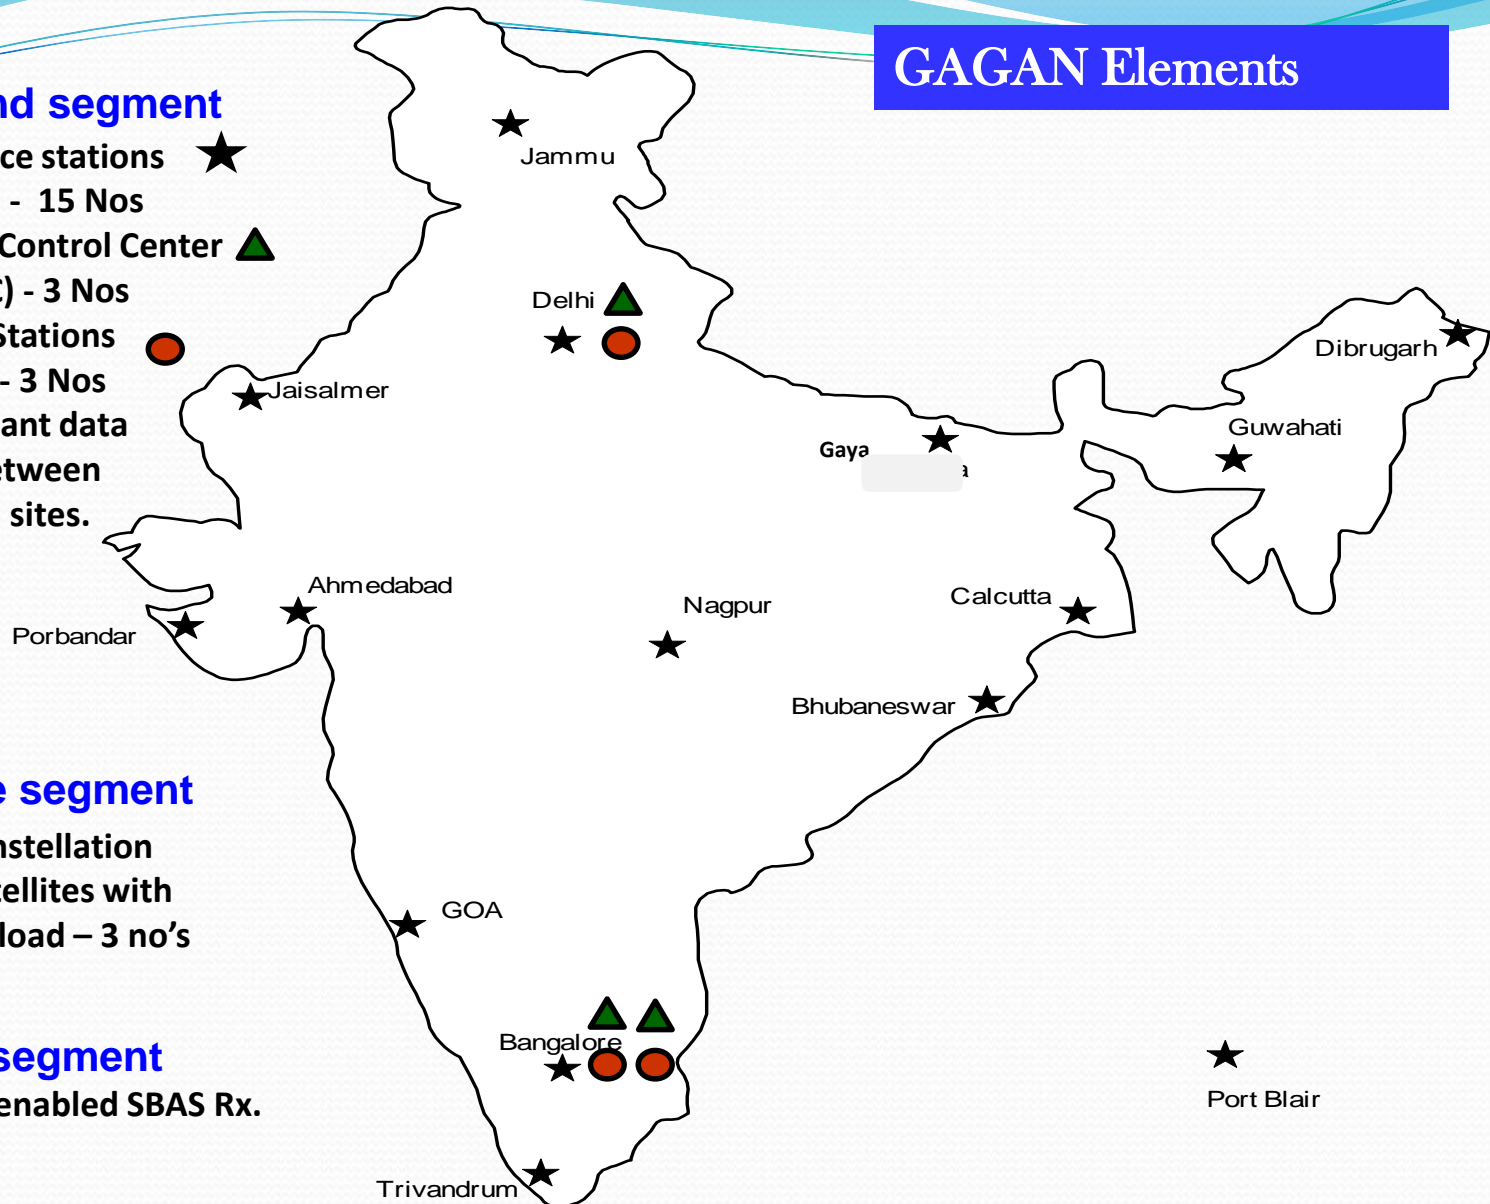 GAGAN Elements
nd segment
ce stations
- 15 Nos
Control Center
C) - 3 Nos
Stations
- 3 Nos
ant data
etween
sites.
e segment
nstellation
tellites with
load – 3 no's
segment
enabled SBAS Rx.
Jammu
Delhi
Jaisalmer
Dibrugarh
Guwahati
Gaya
a
Ahmedabad
Porbandar
Nagpur
Calcutta
Bhubaneswar
GOA
Bangalore
Port Blair
Trivandrum